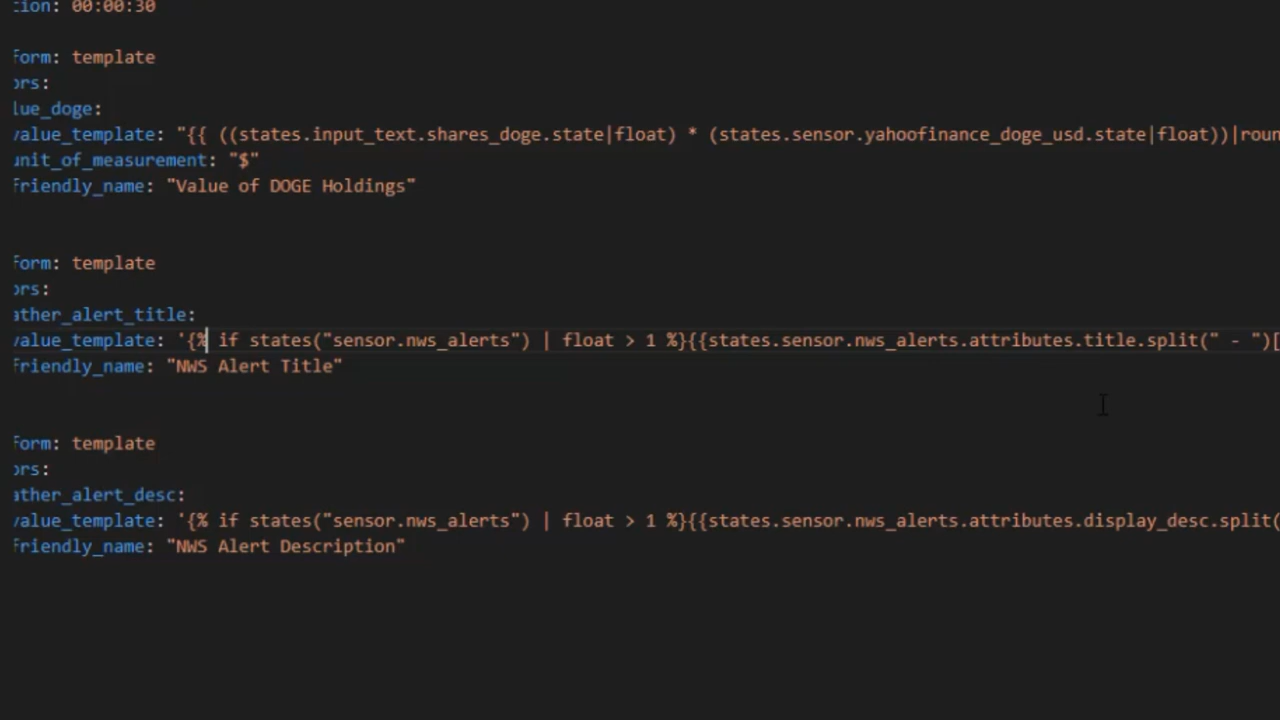 tion: 00:00:30
form: template
ors:
lue_doge:
value_template: "{{ ((states.input_text.shares_doge.state|float) * (states.sensor.yahoofinance_doge_usd.state|float))|roun
unit_of_measurement: "$"
friendly_name: "Value of DOGE Holdings"
form: template
ors:
ather_alert_title:
value_template: '{% if states("sensor.nws_alerts") | float > 1 %}{{states.sensor.nws_alerts.attributes.title.split(" - ")[
friendly_name: "NWS Alert Title"
form: template
ors:
ather_alert_desc:
value_template: '{% if states("sensor.nws_alerts") | float > 1 %}{{states.sensor.nws_alerts.attributes.display_desc.split(
friendly_name: "NWS Alert Description"